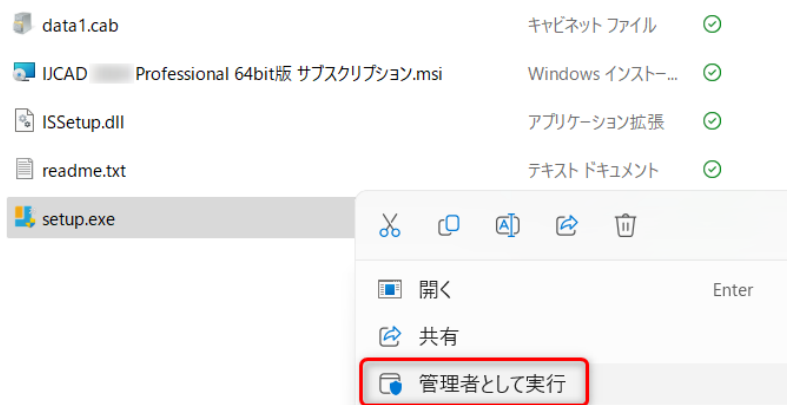 data1.cab キャビネット ファイル
IJCAD Professional 64bit版 サブスクリプション.msi Windows インストー...
ISSetup.dll アプリケーション拡張
readme.txt テキスト ドキュメント
setup.exe
開く Enter
共有
管理者として実行